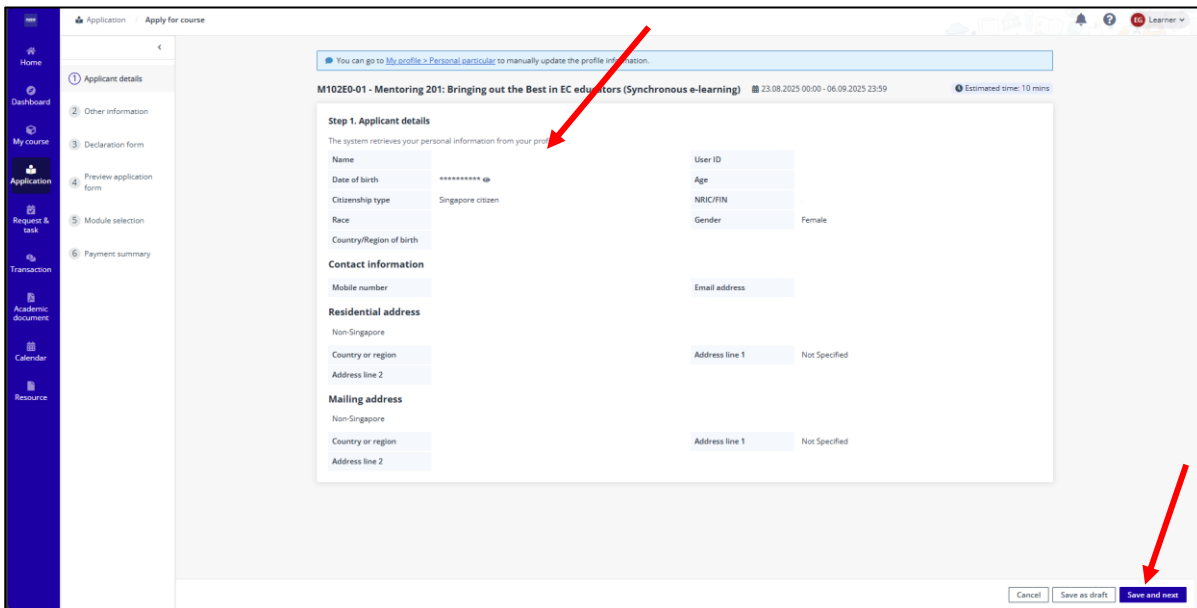 Application Apply for course
EG Learner
Home
Dashboard
My course
Application
Request &
task
Transaction
Academic
document
Calendar
Resource
1 Applicant details
2 Other information
3 Declaration form
4 Preview application
form
5 Module selection
6 Payment summary
You can go to My profile > Personal particular to manually update the profile information.
M102E0-01 - Mentoring 201: Bringing out the Best in EC educators (Synchronous e-learning) 23.08.2025 00:00 - 06.09.2025 23:59 Estimated time: 10 mins
Step 1. Applicant details
The system retrieves your personal information from your
Name User ID
Date of birth ********** Age
Citizenship type Singapore citizen NRIC/FIN
Race Gender Female
Country/Region of birth
Contact information
Mobile number Email address
Residential address
Non-Singapore
Country or region Address line 1 Not Specified
Address line 2
Mailing address
Non-Singapore
Country or region Address line 1 Not Specified
Address line 2
Cancel Save as draft Save and next